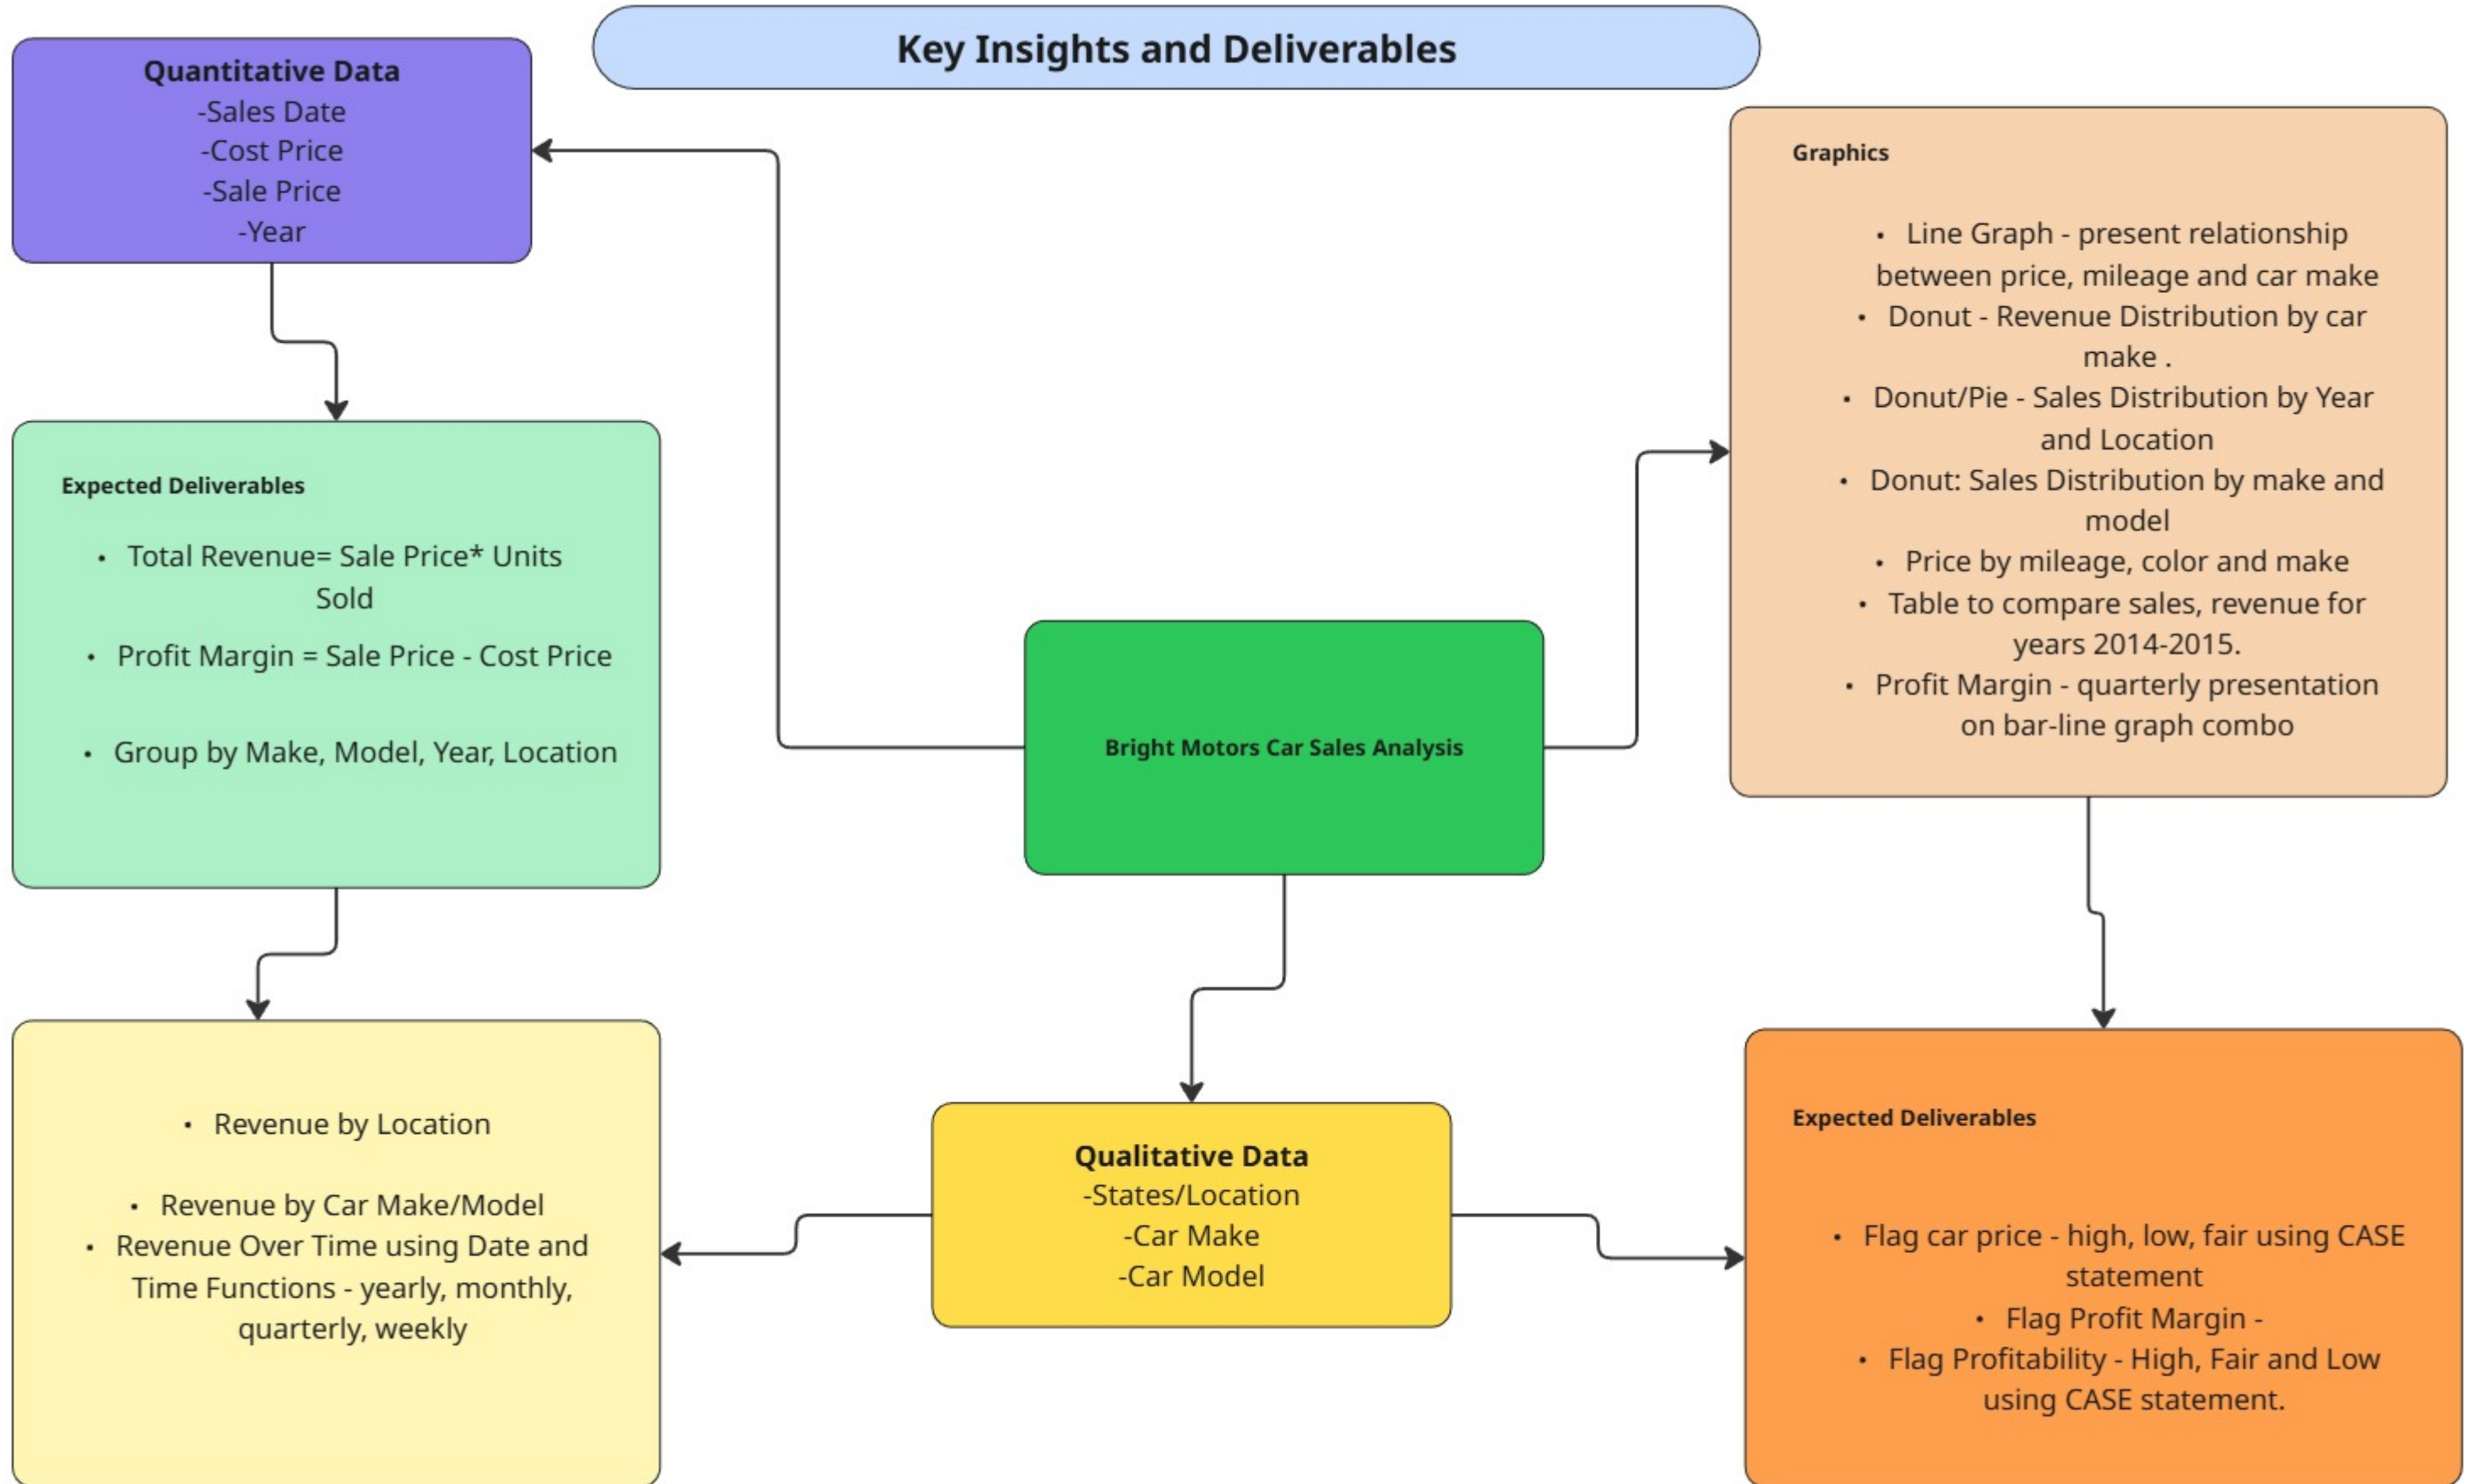 Key Insights and Deliverables
Quantitative Data
-Sales Date
-Cost Price
-Sale Price
-Year
Graphics
• Line Graph - present relationship
between price, mileage and car make
• Donut - Revenue Distribution by car
make .
• Donut/Pie - Sales Distribution by Year
and Location
• Donut: Sales Distribution by make and
model
• Price by mileage, color and make
• Table to compare sales, revenue for
years 2014-2015.
• Profit Margin - quarterly presentation
on bar-line graph combo
Expected Deliverables
• Total Revenue= Sale Price* Units
Sold
• Profit Margin = Sale Price - Cost Price
• Group by Make, Model, Year, Location
Bright Motors Car Sales Analysis
• Revenue by Location
• Revenue by Car Make/Model
• Revenue Over Time using Date and
Time Functions - yearly, monthly,
quarterly, weekly
Qualitative Data
-States/Location
-Car Make
-Car Model
Expected Deliverables
• Flag car price - high, low, fair using CASE
statement
• Flag Profit Margin -
• Flag Profitability - High, Fair and Low
using CASE statement.